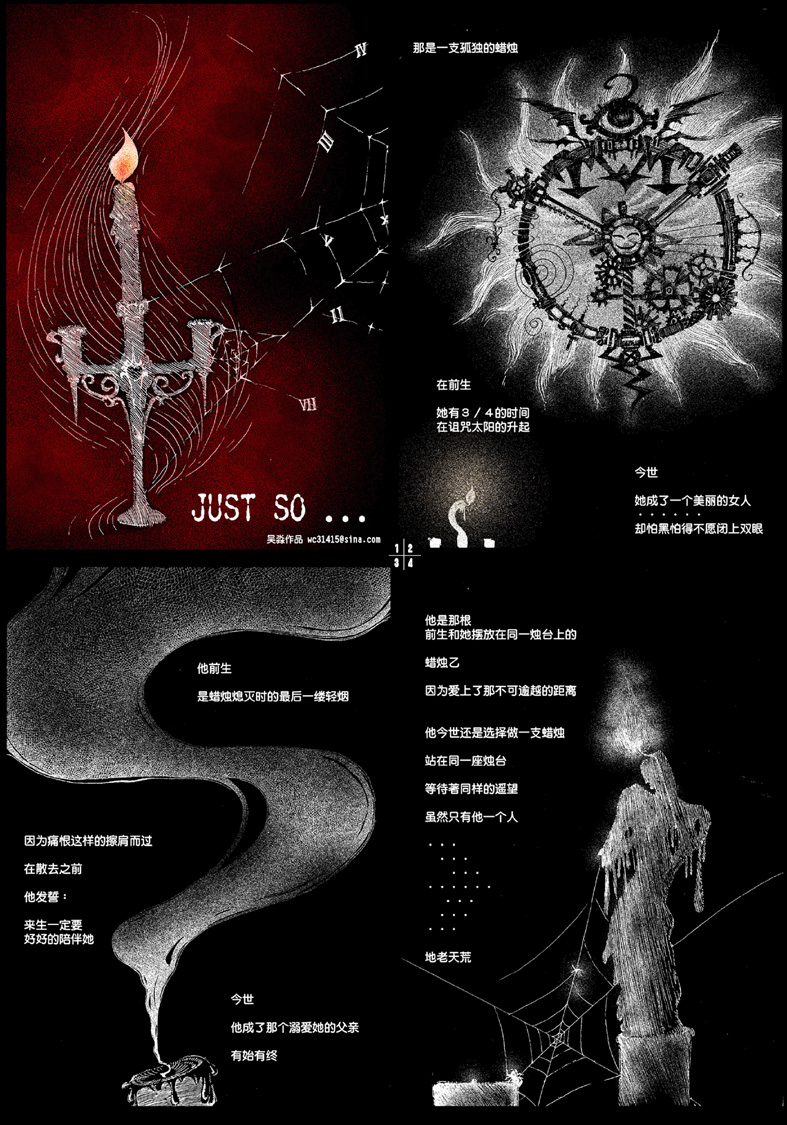 IV
III
X
V
II
VII
JUST SO ...
吴淼作品 wc31415@sina.com
那是一支孤独的蜡烛
在前生
她有3/4的时间
在诅咒太阳的升起
今世
她成了一个美丽的女人
······
却怕黑怕得不愿闭上双眼
1 2
3 4
他前生
是蜡烛熄灭时的最后一缕轻烟
因为痛恨这样的擦肩而过
在散去之前
他发誓：
来生一定要
好好的陪伴她
今世
他成了那个溺爱她的父亲
有始有终
他是那根
前生和她摆放在同一烛台上的
蜡烛乙
因为爱上了那不可逾越的距离
他今世还是选择做一支蜡烛
站在同一座烛台
等待著同样的遥望
虽然只有他一个人
···
···
···
······
···
···
···
地老天荒